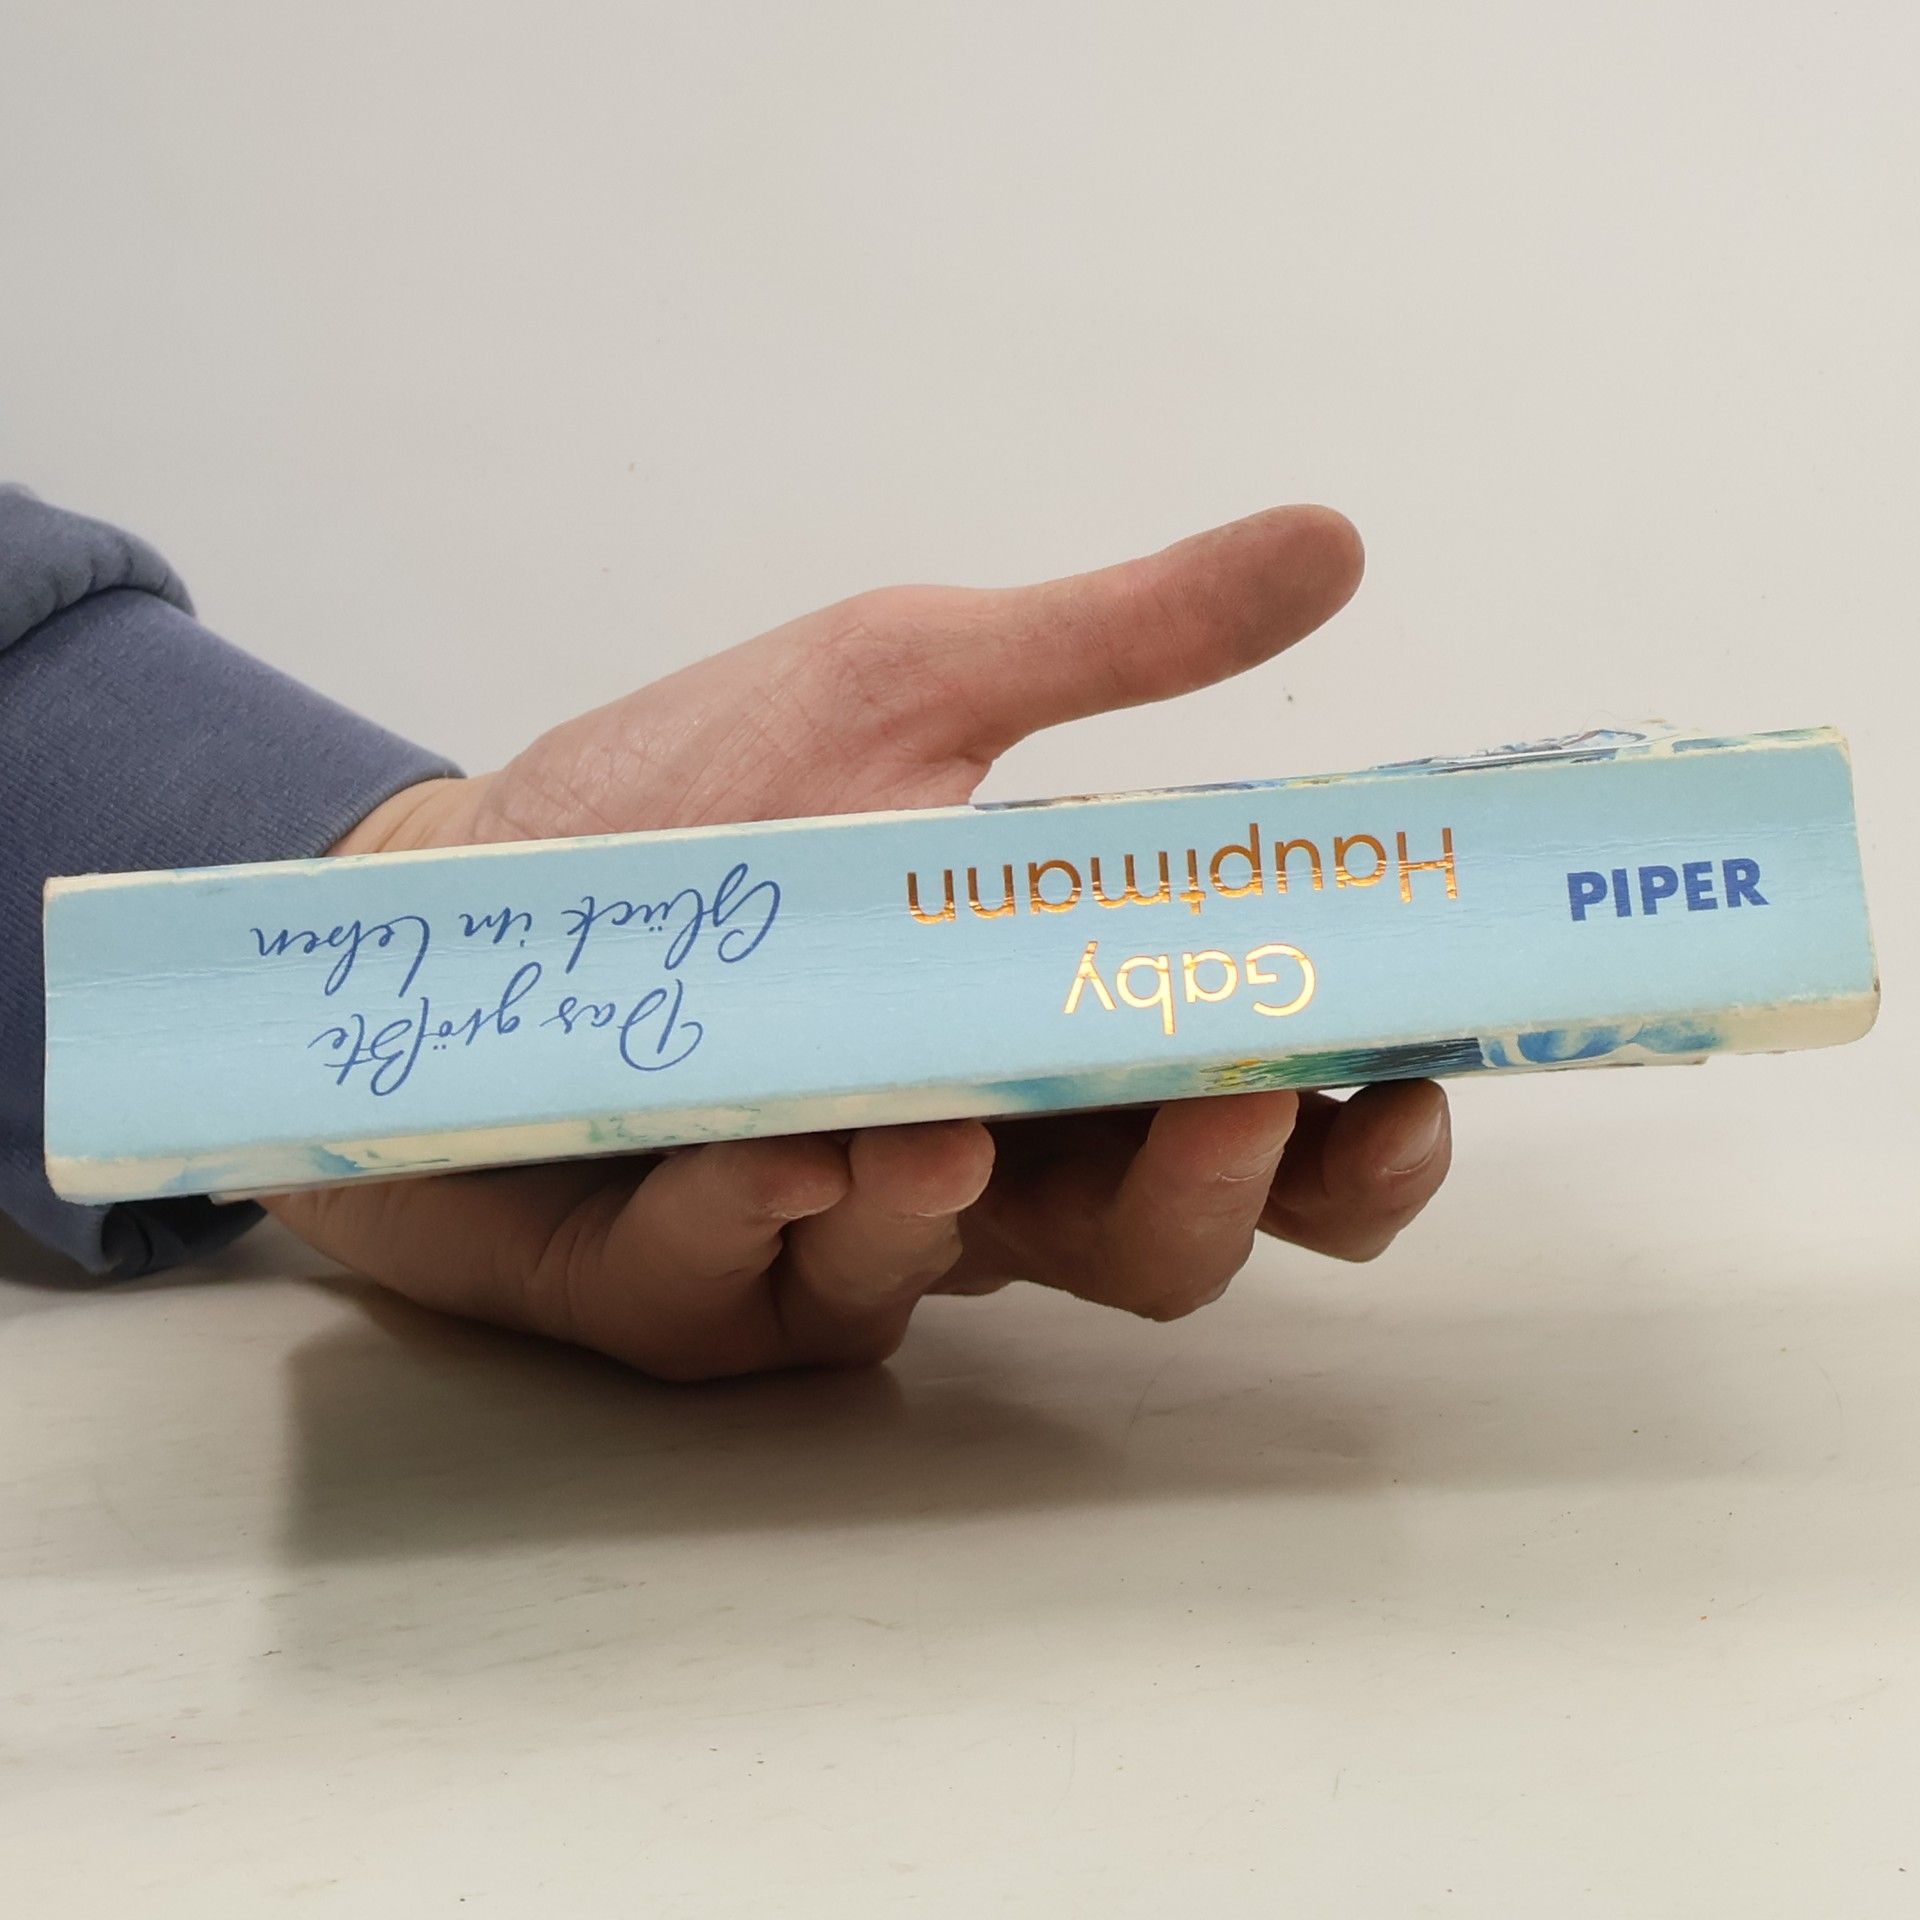 Gaby
Hauptmann
Das größte
Glück im Leben
PIPER